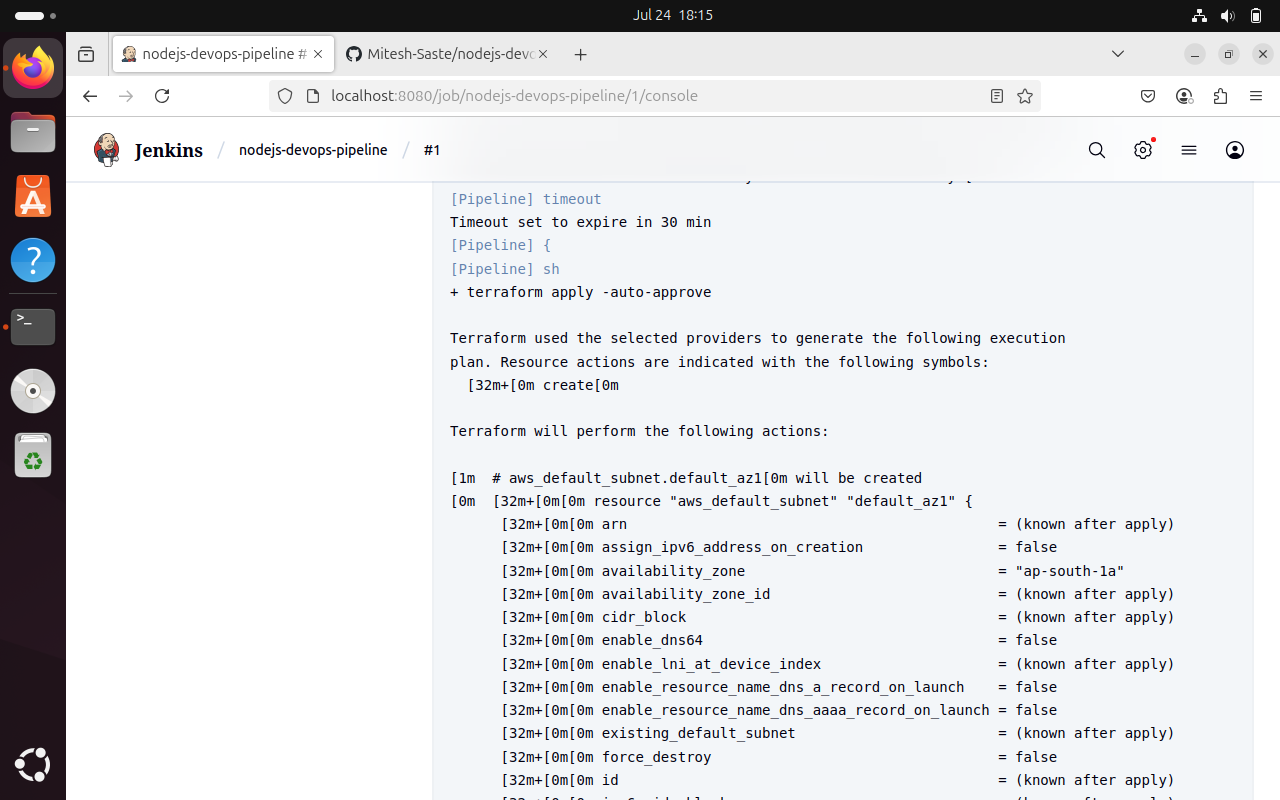 Jul 24 18:15
nodejs-devops-pipeline #
Mitesh-Saste/nodejs-devo
localhost:8080/job/nodejs-devops-pipeline/1/console
Jenkins / nodejs-devops-pipeline / #1
[Pipeline] timeout
Timeout set to expire in 30 min
[Pipeline] {
[Pipeline] sh
+ terraform apply -auto-approve
Terraform used the selected providers to generate the following execution
plan. Resource actions are indicated with the following symbols:
[32m+[0m create[0m
Terraform will perform the following actions:
[1m  # aws_default_subnet.default_az1[0m will be created
[0m  [32m+[0m[0m resource "aws_default_subnet" "default_az1" {
[32m+[0m[0m arn = (known after apply)
[32m+[0m[0m assign_ipv6_address_on_creation = false
[32m+[0m[0m availability_zone = "ap-south-1a"
[32m+[0m[0m availability_zone_id = (known after apply)
[32m+[0m[0m cidr_block = (known after apply)
[32m+[0m[0m enable_dns64 = false
[32m+[0m[0m enable_lni_at_device_index = (known after apply)
[32m+[0m[0m enable_resource_name_dns_a_record_on_launch = false
[32m+[0m[0m enable_resource_name_dns_aaaa_record_on_launch = false
[32m+[0m[0m existing_default_subnet = (known after apply)
[32m+[0m[0m force_destroy = false
[32m+[0m[0m id = (known after apply)